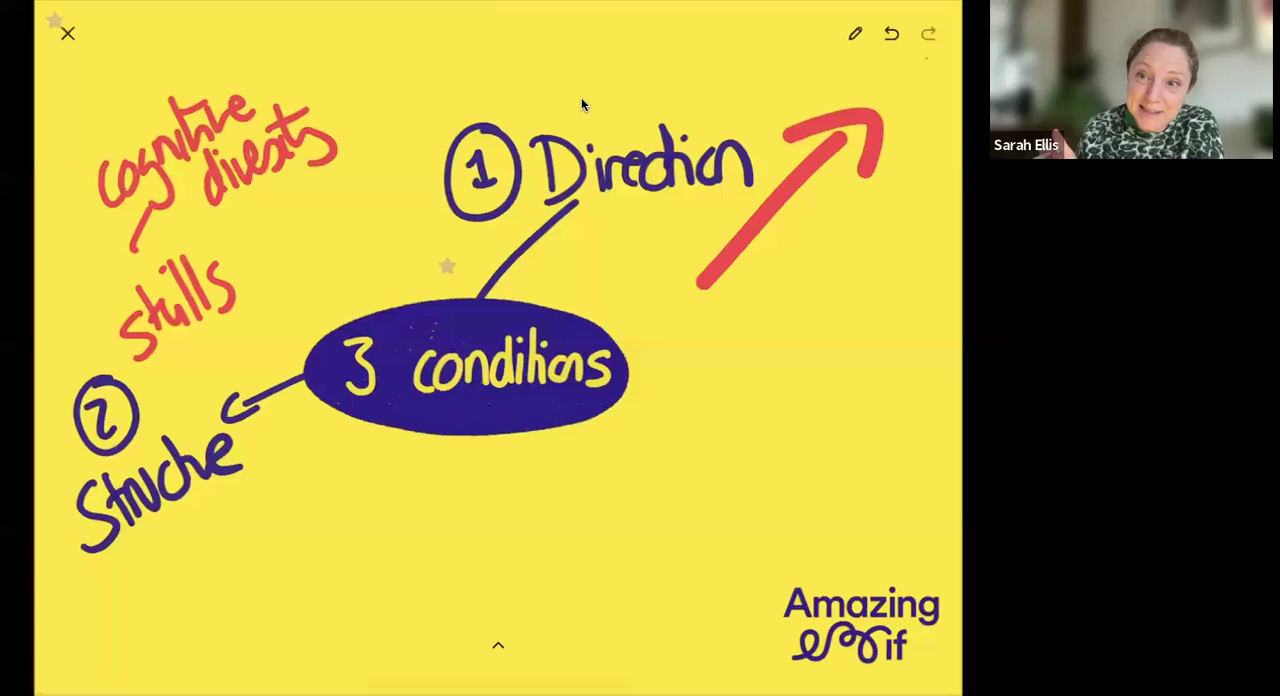 cognitive
diversity
skills
1 Direction
3 conditions
2
Structure
Amazing
if
Sarah Ellis